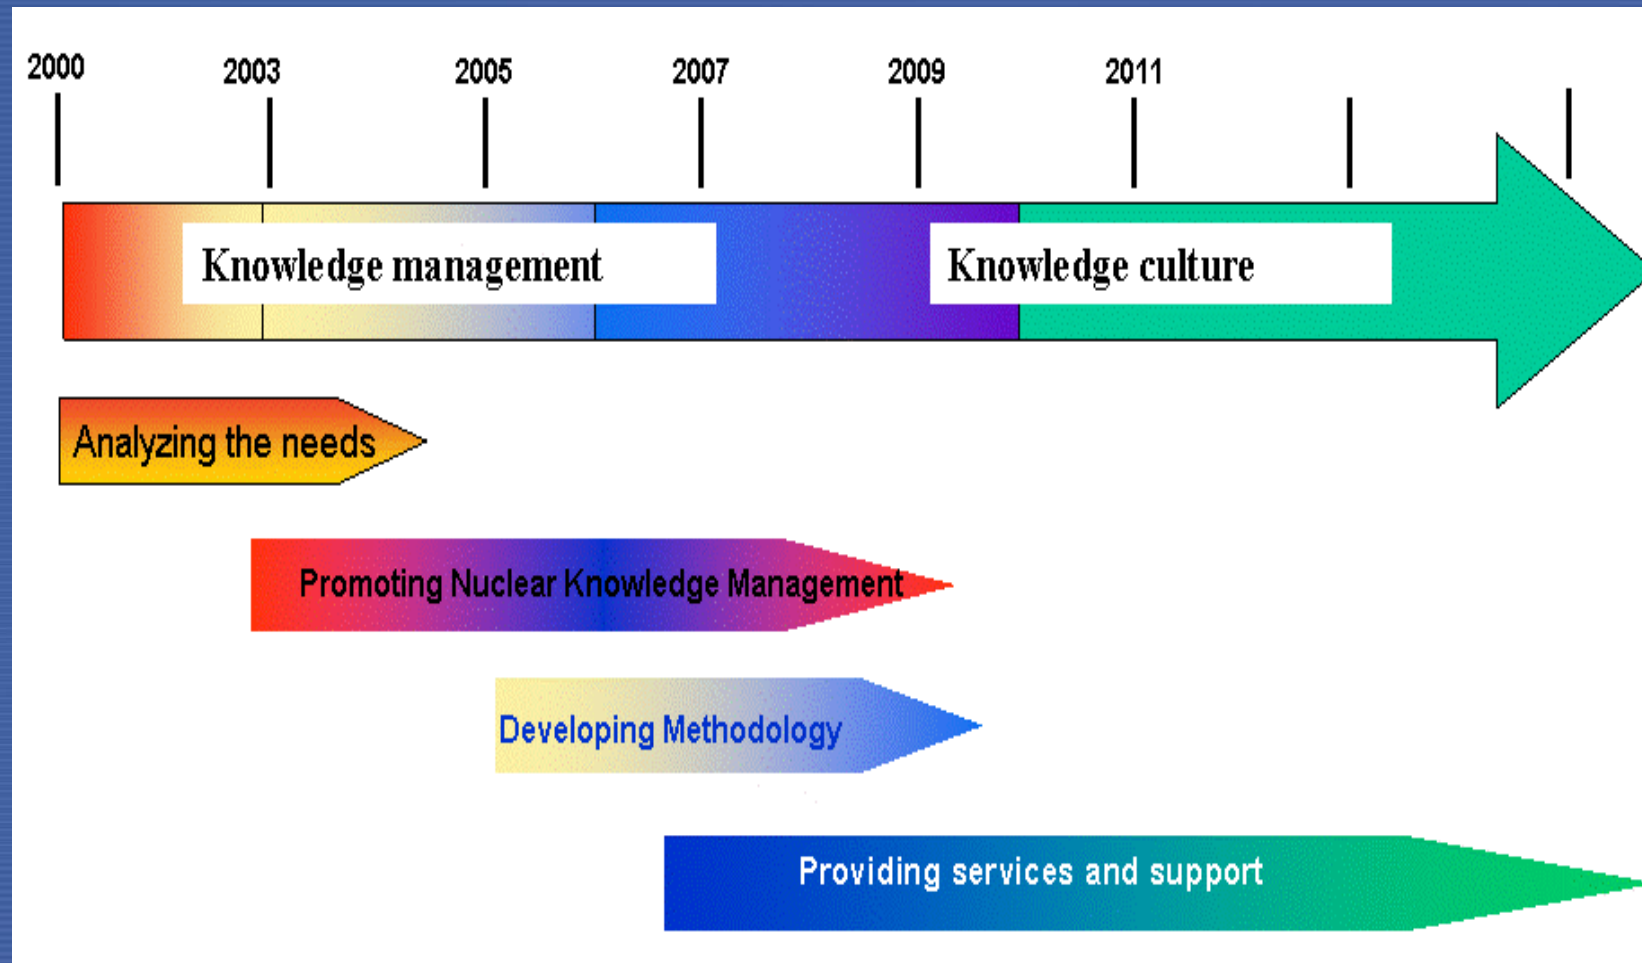 2000 2003 2005 2007 2009 2011
Knowledge management Knowledge culture
Analyzing the needs
Promoting Nuclear Knowledge Management
Developing Methodology
Providing services and support